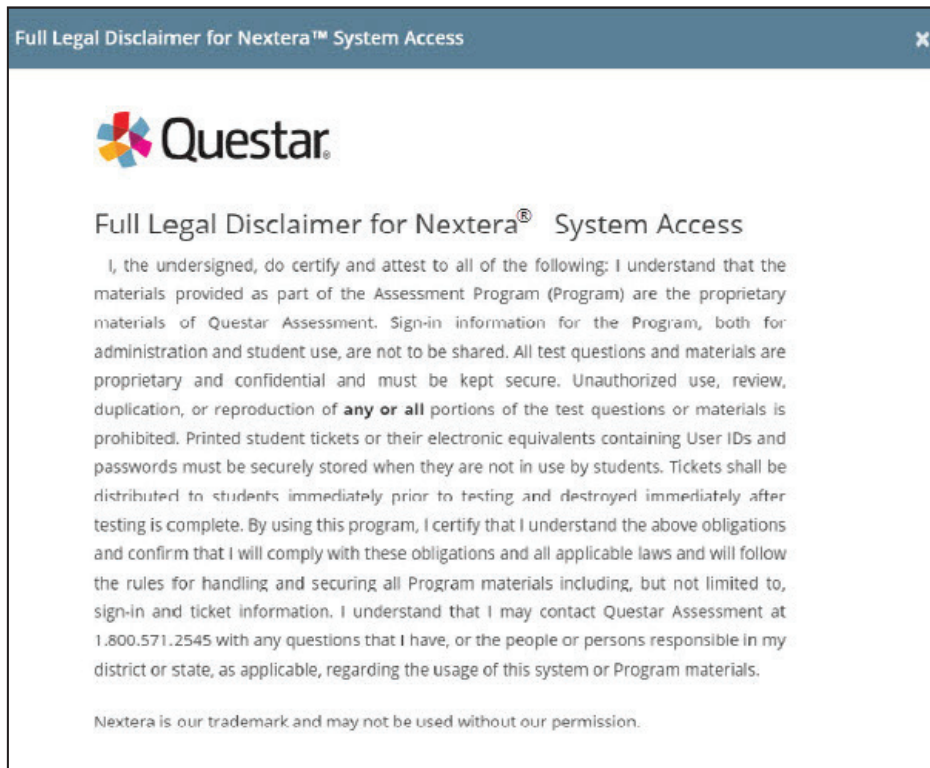 Full Legal Disclaimer for Nextera™ System Access ×
Questar®
Full Legal Disclaimer for Nextera® System Access
I, the undersigned, do certify and attest to all of the following: I understand that the
materials provided as part of the Assessment Program (Program) are the proprietary
materials of Questar Assessment. Sign-in information for the Program, both for
administration and student use, are not to be shared. All test questions and materials are
proprietary and confidential and must be kept secure. Unauthorized use, review,
duplication, or reproduction of any or all portions of the test questions or materials is
prohibited. Printed student tickets or their electronic equivalents containing User IDs and
passwords must be securely stored when they are not in use by students. Tickets shall be
distributed to students immediately prior to testing and destroyed immediately after
testing is complete. By using this program, I certify that I understand the above obligations
and confirm that I will comply with these obligations and all applicable laws and will follow
the rules for handling and securing all Program materials including, but not limited to,
sign-in and ticket information. I understand that I may contact Questar Assessment at
1.800.571.2545 with any questions that I have, or the people or persons responsible in my
district or state, as applicable, regarding the usage of this system or Program materials.
Nextera is our trademark and may not be used without our permission.